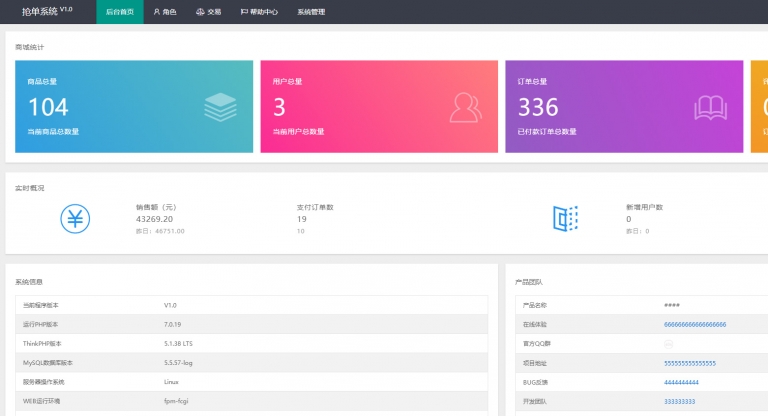 抢单系统 V1.0 后台首页 角色 交易 帮助中心 系统管理
商城统计
商品总量 用户总量 订单总量
104 3 336
当前商品总数量 当前用户总数量 已付款订单总数量
实时概况
销售额（元） 支付订单数 新增用户数
43269.20 19 0
昨日：46751.00 10 昨日：0
系统信息 产品团队
当前程序版本 V1.0 产品名称 ####
运行PHP版本 7.0.19 在线体验 666666666666666666
ThinkPHP版本 5.1.38 LTS 官方QQ群
MySQL数据库版本 5.5.57-log 项目地址 555555555555555
服务器操作系统 Linux BUG反馈 4444444444
WEB运行环境 fpm-fcgi 开发团队 333333333